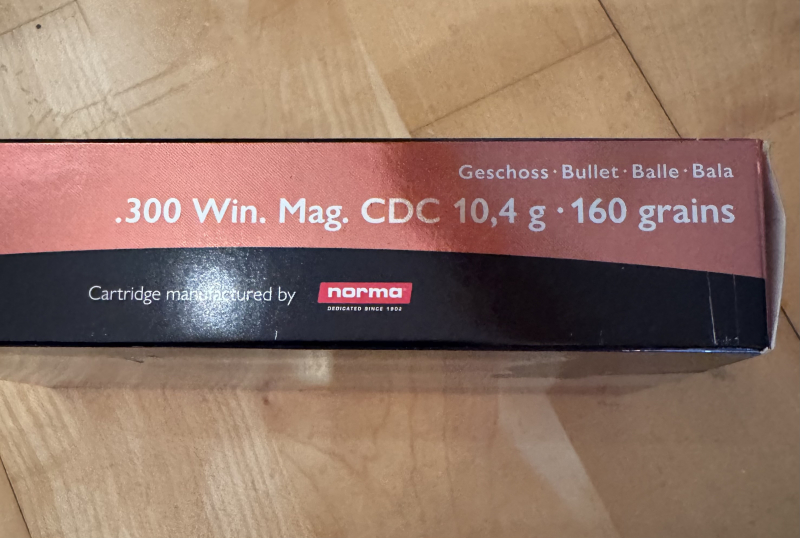 Geschoss · Bullet · Balle · Bala
.300 Win. Mag. CDC 10,4 g · 160 grains
Cartridge manufactured by
norma
DEDICATED SINCE 1902